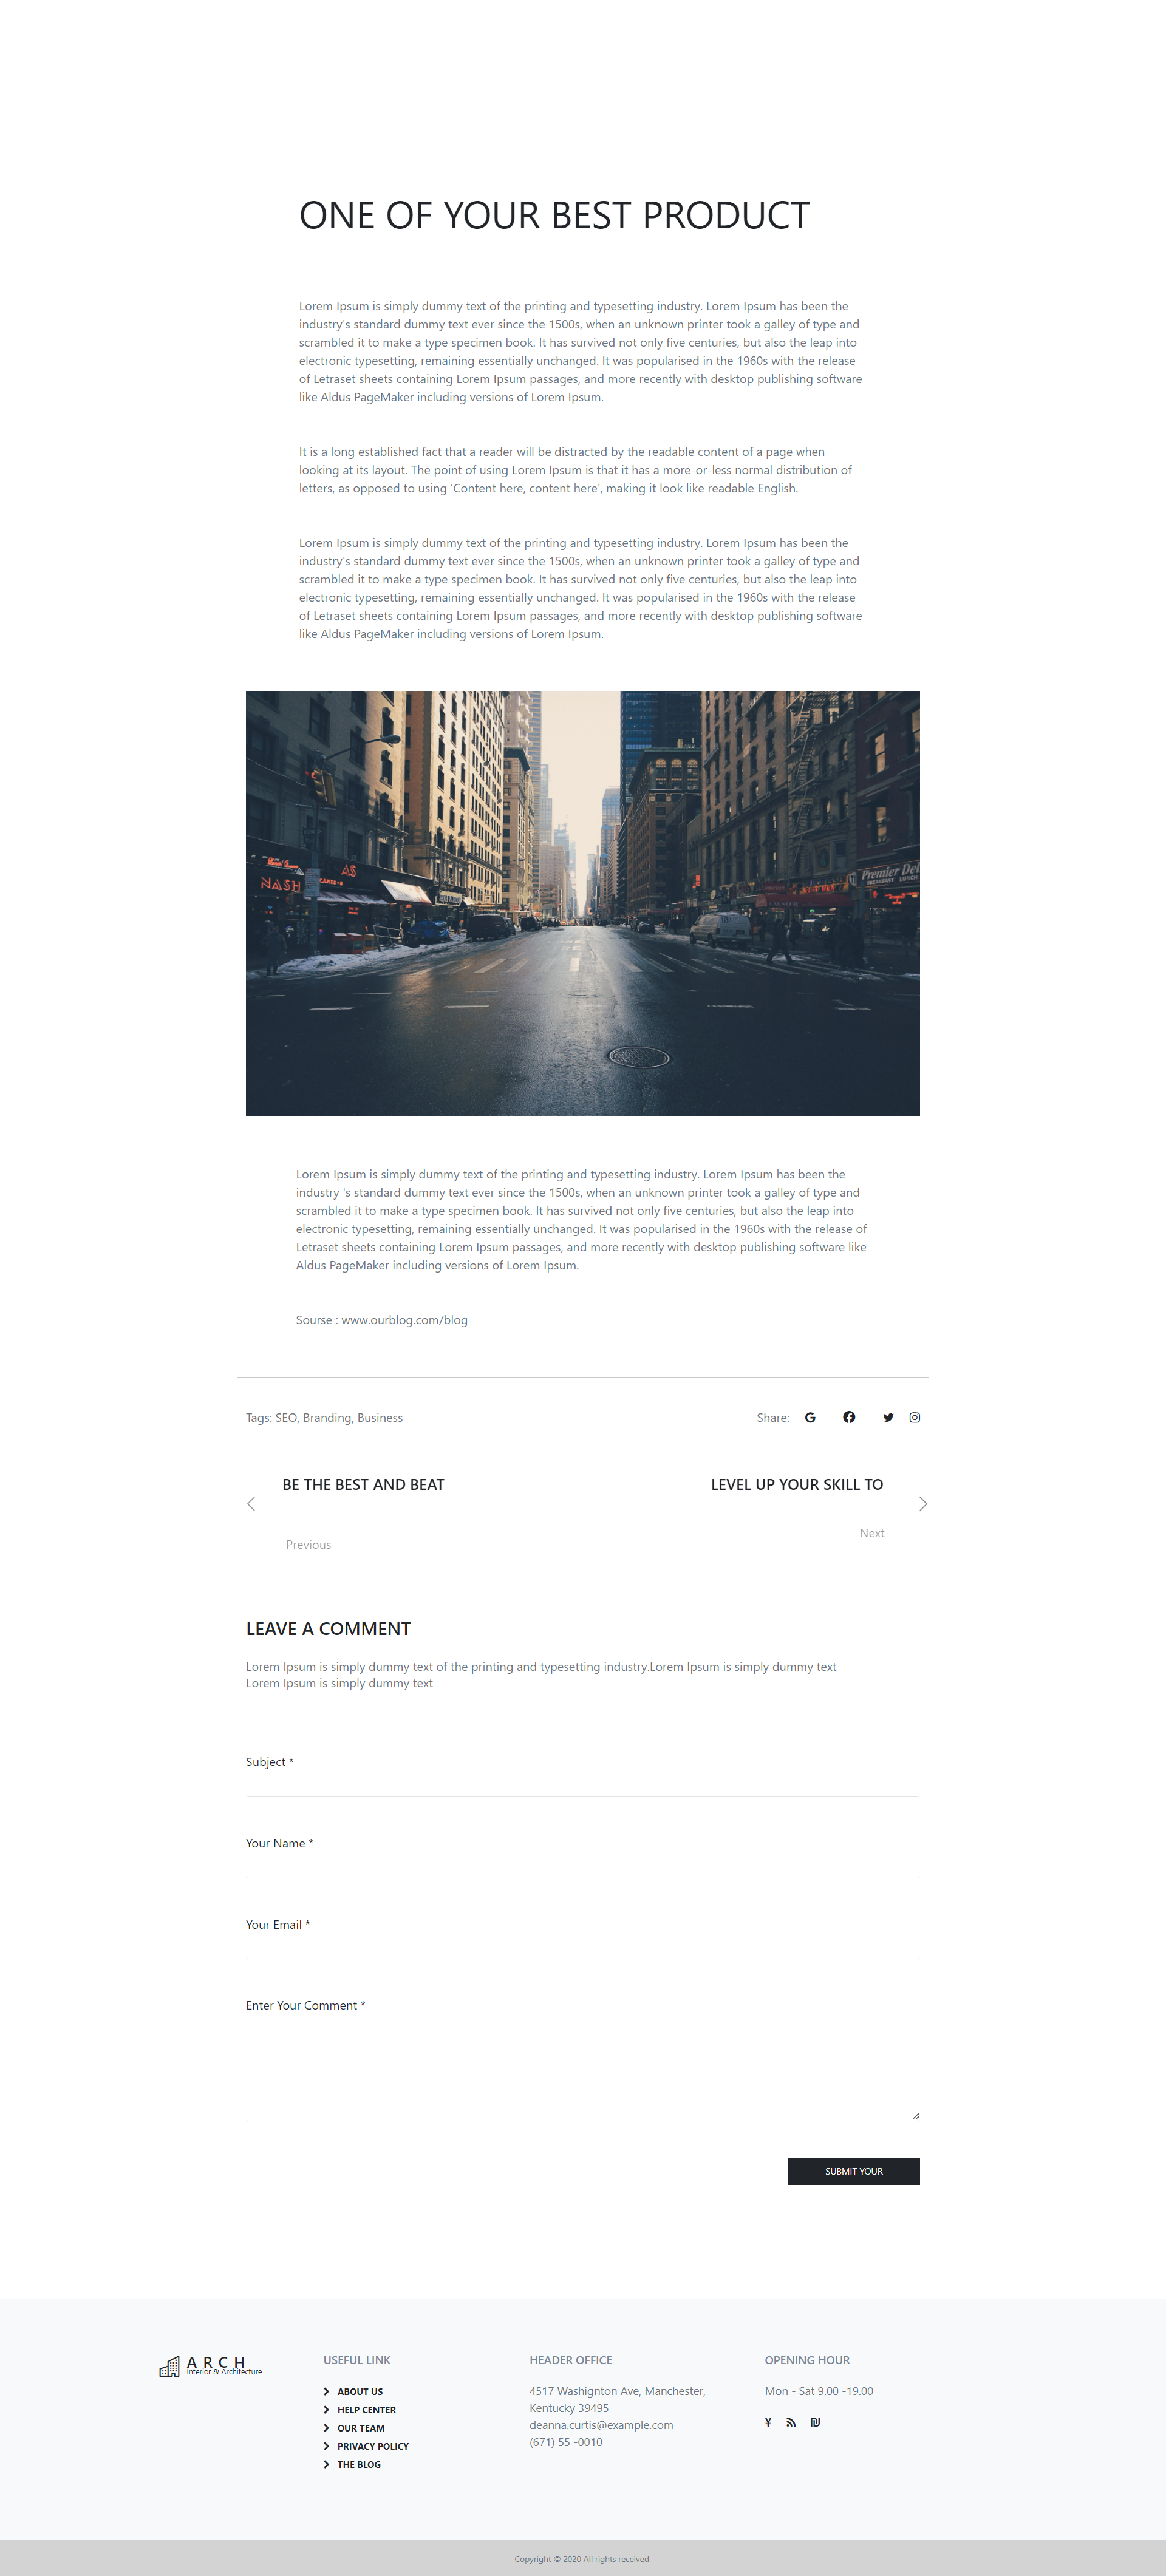 ONE OF YOUR BEST PRODUCT
Lorem Ipsum is simply dummy text of the printing and typesetting industry. Lorem Ipsum has been the
industry's standard dummy text ever since the 1500s, when an unknown printer took a galley of type and
scrambled it to make a type specimen book. It has survived not only five centuries, but also the leap into
electronic typesetting, remaining essentially unchanged. It was popularised in the 1960s with the release
of Letraset sheets containing Lorem Ipsum passages, and more recently with desktop publishing software
like Aldus PageMaker including versions of Lorem Ipsum.
It is a long established fact that a reader will be distracted by the readable content of a page when
looking at its layout. The point of using Lorem Ipsum is that it has a more-or-less normal distribution of
letters, as opposed to using 'Content here, content here', making it look like readable English.
Lorem Ipsum is simply dummy text of the printing and typesetting industry. Lorem Ipsum has been the
industry's standard dummy text ever since the 1500s, when an unknown printer took a galley of type and
scrambled it to make a type specimen book. It has survived not only five centuries, but also the leap into
electronic typesetting, remaining essentially unchanged. It was popularised in the 1960s with the release
of Letraset sheets containing Lorem Ipsum passages, and more recently with desktop publishing software
like Aldus PageMaker including versions of Lorem Ipsum.
NASH
AS
Premier Deli
Lorem Ipsum is simply dummy text of the printing and typesetting industry. Lorem Ipsum has been the
industry 's standard dummy text ever since the 1500s, when an unknown printer took a galley of type and
scrambled it to make a type specimen book. It has survived not only five centuries, but also the leap into
electronic typesetting, remaining essentially unchanged. It was popularised in the 1960s with the release of
Letraset sheets containing Lorem Ipsum passages, and more recently with desktop publishing software like
Aldus PageMaker including versions of Lorem Ipsum.
Sourse : www.ourblog.com/blog
Tags: SEO, Branding, Business
Share:
BE THE BEST AND BEAT
Previous
LEVEL UP YOUR SKILL TO
Next
LEAVE A COMMENT
Lorem Ipsum is simply dummy text of the printing and typesetting industry.Lorem Ipsum is simply dummy text
Lorem Ipsum is simply dummy text
Subject *
Your Name *
Your Email *
Enter Your Comment *
SUBMIT YOUR
ARCH
Interior & Architecture
USEFUL LINK
ABOUT US
HELP CENTER
OUR TEAM
PRIVACY POLICY
THE BLOG
HEADER OFFICE
4517 Washignton Ave, Manchester,
Kentucky 39495
deanna.curtis@example.com
(671) 55 -0010
OPENING HOUR
Mon - Sat 9.00 -19.00
¥ ₪
Copyright © 2020 All rights received